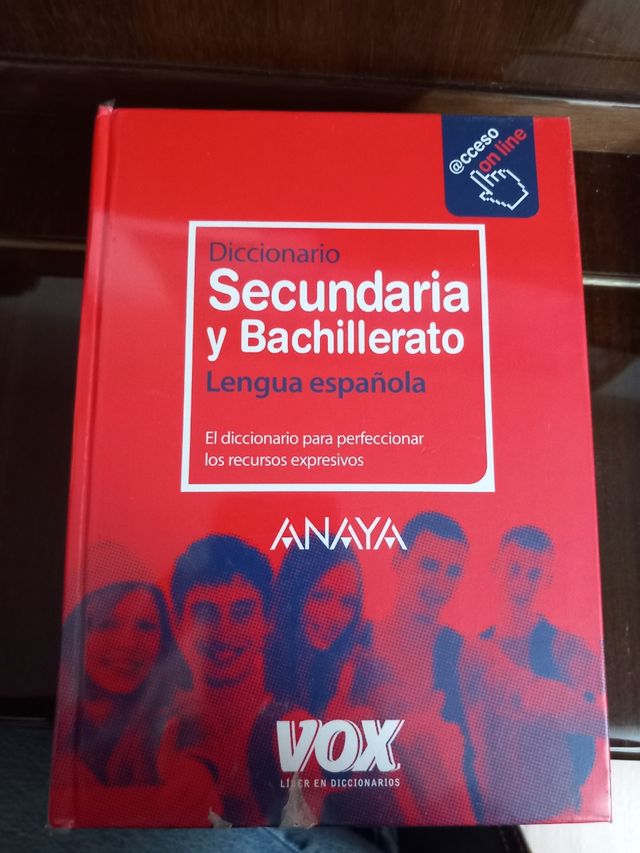 @cceso
on line
Diccionario
Secundaria
y Bachillerato
Lengua española
El diccionario para perfeccionar
los recursos expresivos
ANAYA
VOX
LÍDER EN DICCIONARIOS